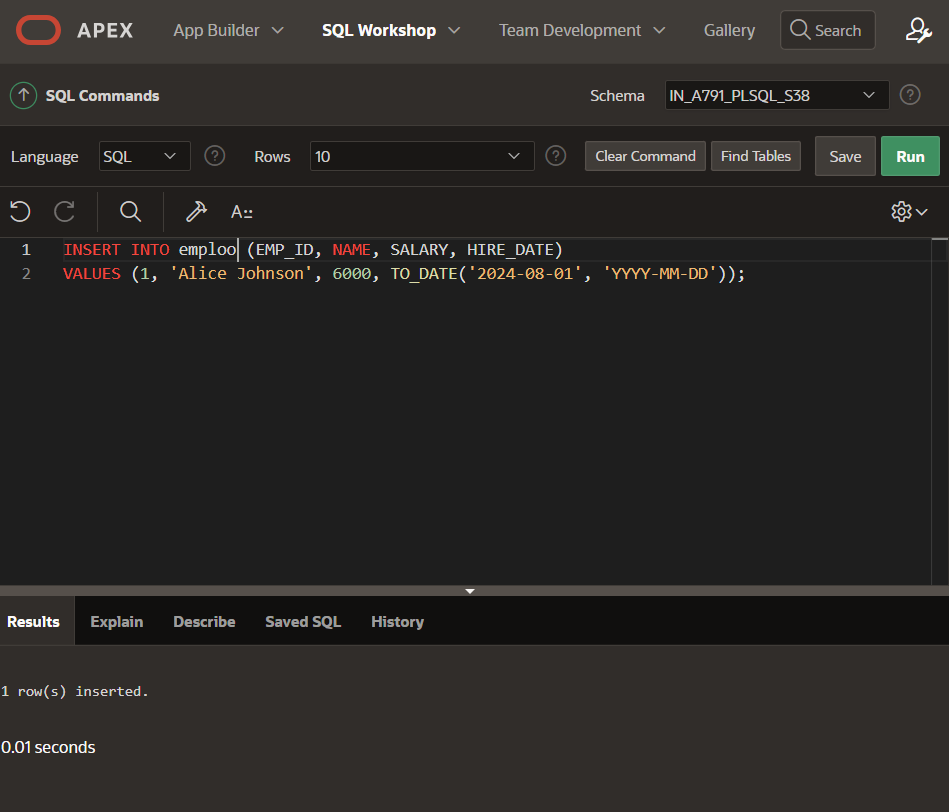 APEX App Builder SQL Workshop Team Development Gallery Search
SQL Commands Schema IN_A791_PLSQL_S38 ?
Language SQL ? Rows 10 ? Clear Command Find Tables Save Run
A::
1 INSERT INTO emploo (EMP_ID, NAME, SALARY, HIRE_DATE)
2 VALUES (1, 'Alice Johnson', 6000, TO_DATE('2024-08-01', 'YYYY-MM-DD'));
Results Explain Describe Saved SQL History
1 row(s) inserted.
0.01 seconds